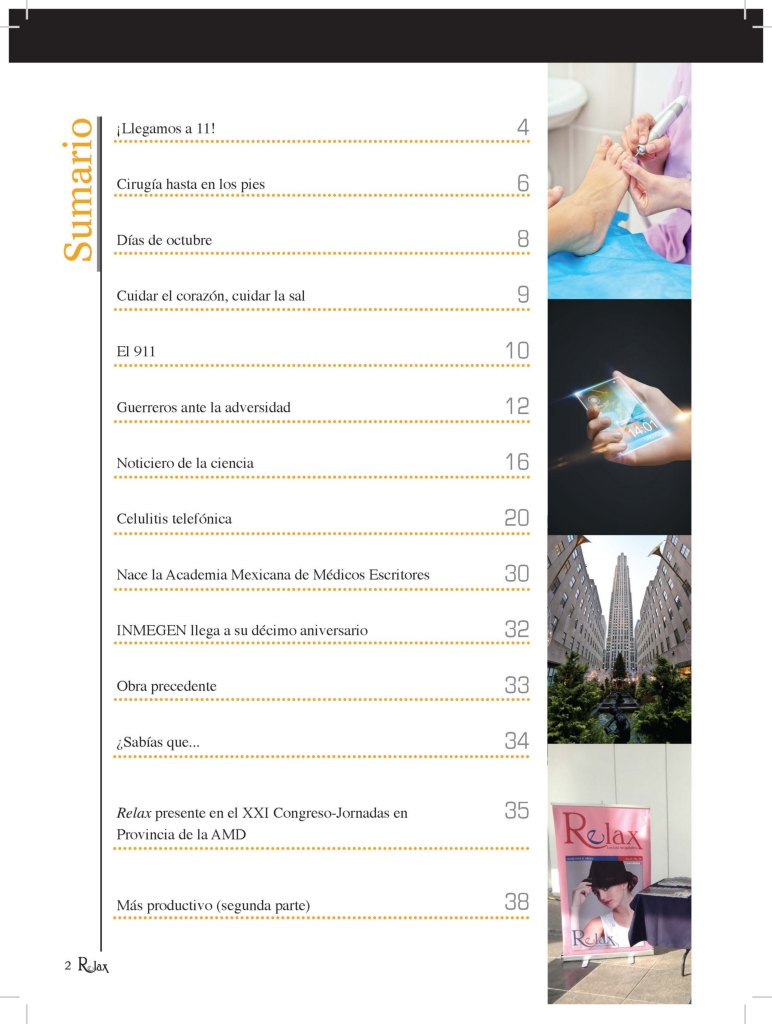 Sumario
¡Llegamos a 11! 4
Cirugía hasta en los pies 6
Días de octubre 8
Cuidar el corazón, cuidar la sal 9
El 911 10
Guerreros ante la adversidad 12
Noticiero de la ciencia 16
Celulitis telefónica 20
Nace la Academia Mexicana de Médicos Escritores 30
INMEGEN llega a su décimo aniversario 32
Obra precedente 33
¿Sabías que... 34
Relax presente en el XXI Congreso-Jornadas en 35
Provincia de la AMD
Más productivo (segunda parte) 38
14:01
Relax
Relax
2 Relax